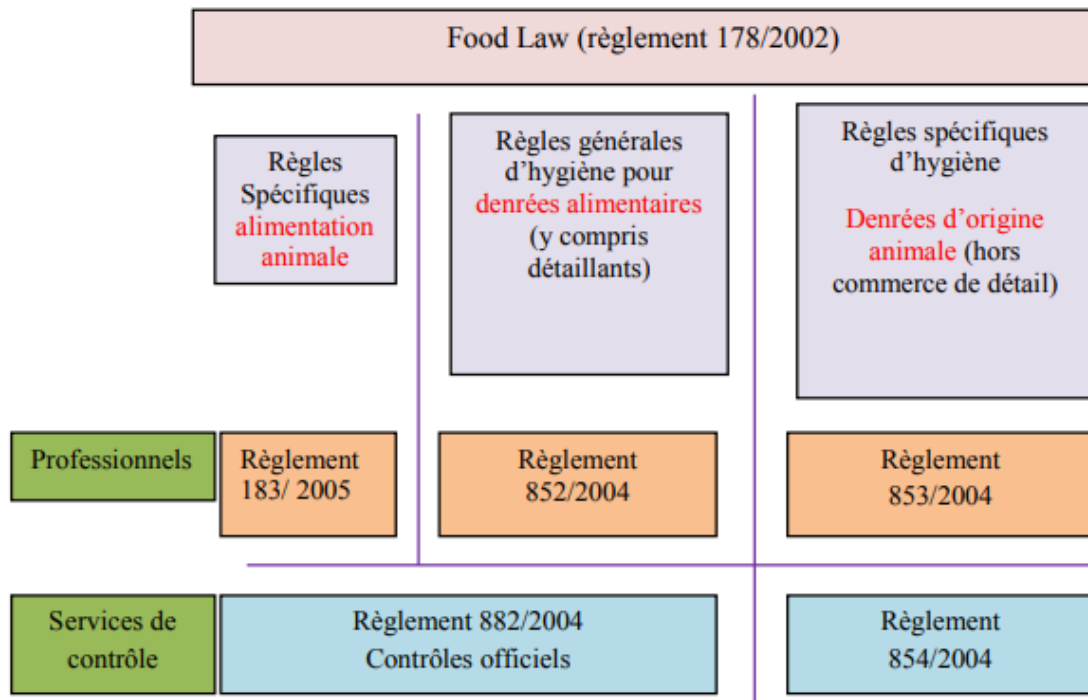 Food Law (règlement 178/2002)
Règles
Spécifiques
alimentation
animale
Règles générales
d'hygiène pour
denrées alimentaires
(y compris
détaillants)
Règles spécifiques
d'hygiène
Denrées d'origine
animale (hors
commerce de détail)
Professionnels
Règlement
183/ 2005
Règlement
852/2004
Règlement
853/2004
Services de
contrôle
Règlement 882/2004
Contrôles officiels
Règlement
854/2004